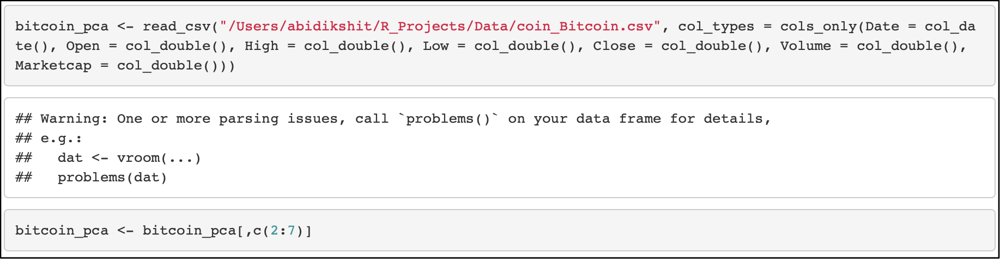 bitcoin_pca <- read_csv("/Users/abidikshit/R_Projects/Data/coin_Bitcoin.csv", col_types = cols_only(Date = col_da
te(), Open = col_double(), High = col_double(), Low = col_double(), Close = col_double(), Volume = col_double(),
Marketcap = col_double()))
## Warning: One or more parsing issues, call `problems()` on your data frame for details,
## e.g.:
##   dat <- vroom(...)
##   problems(dat)
bitcoin_pca <- bitcoin_pca[,c(2:7)]